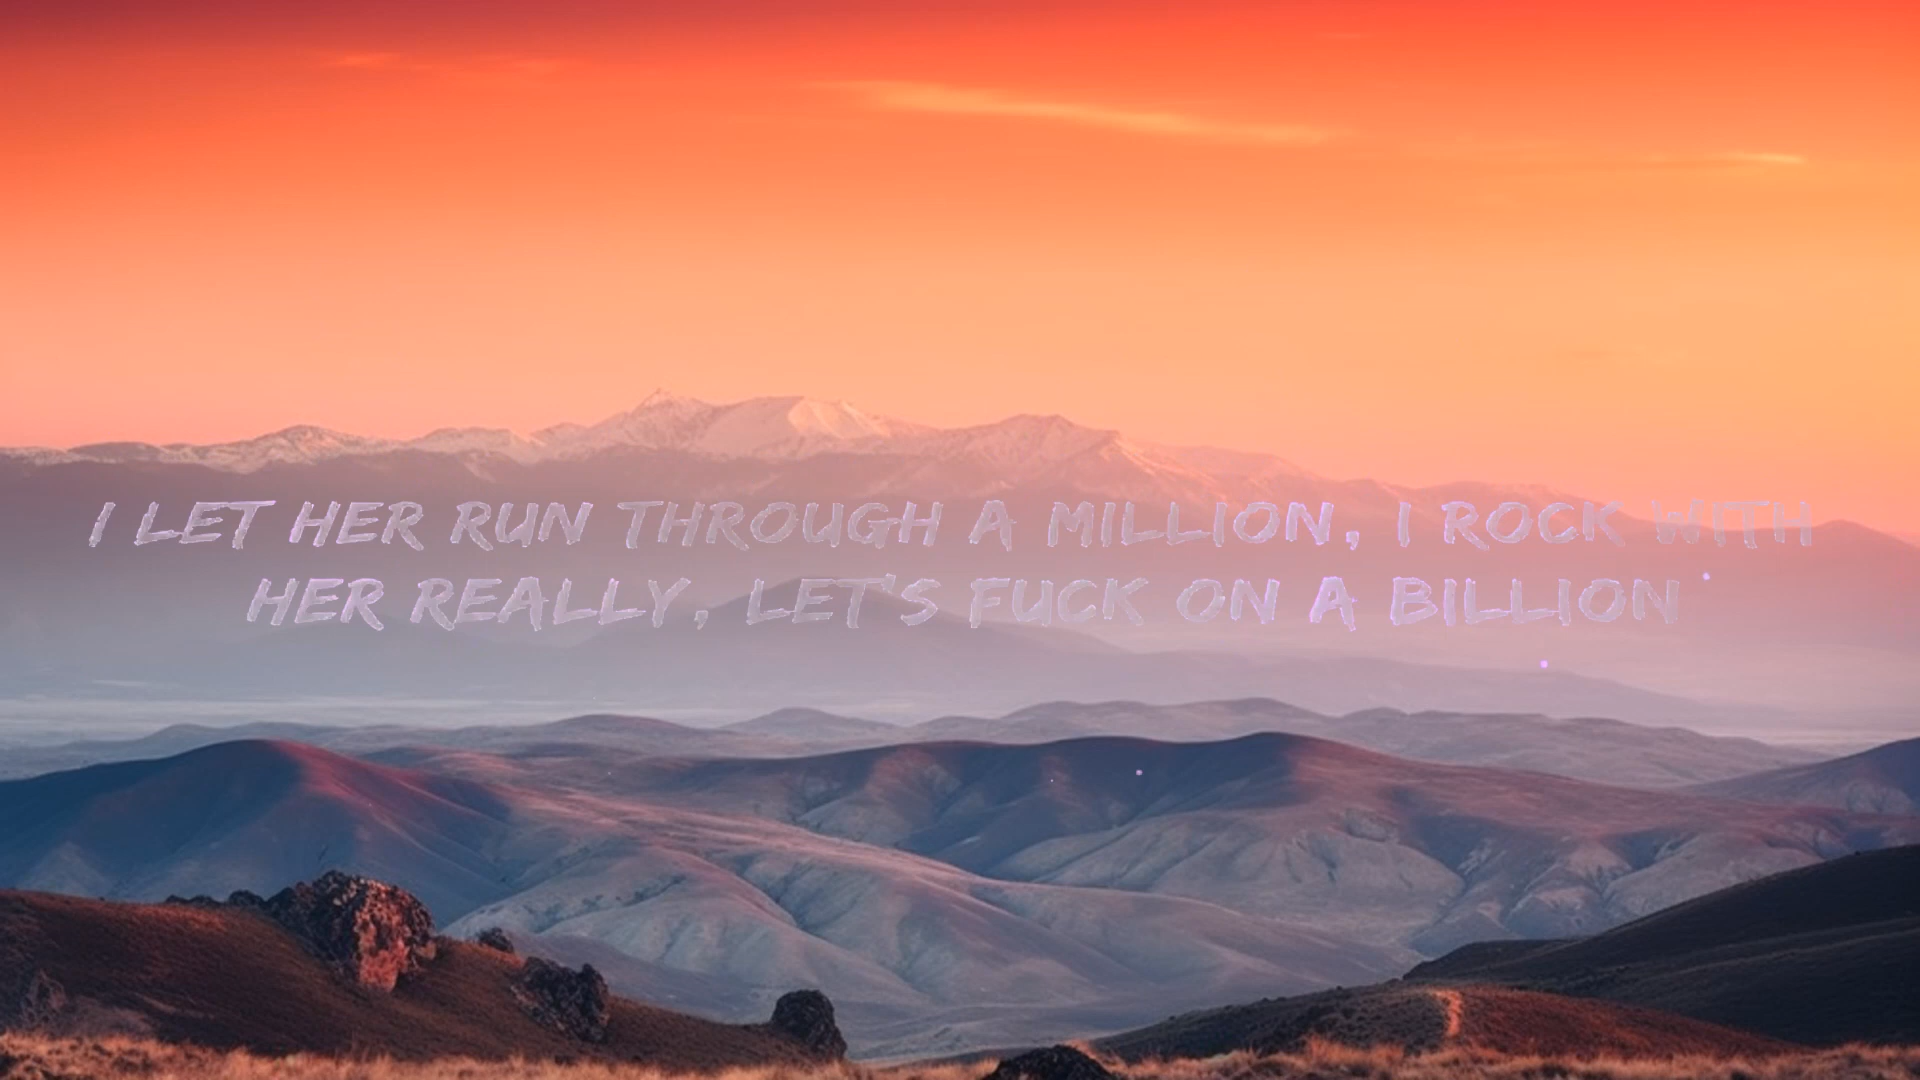 I LET HER RUN THROUGH A MILLION, I ROCK WITH
HER REALLY, LET'S FUCK ON A BILLION